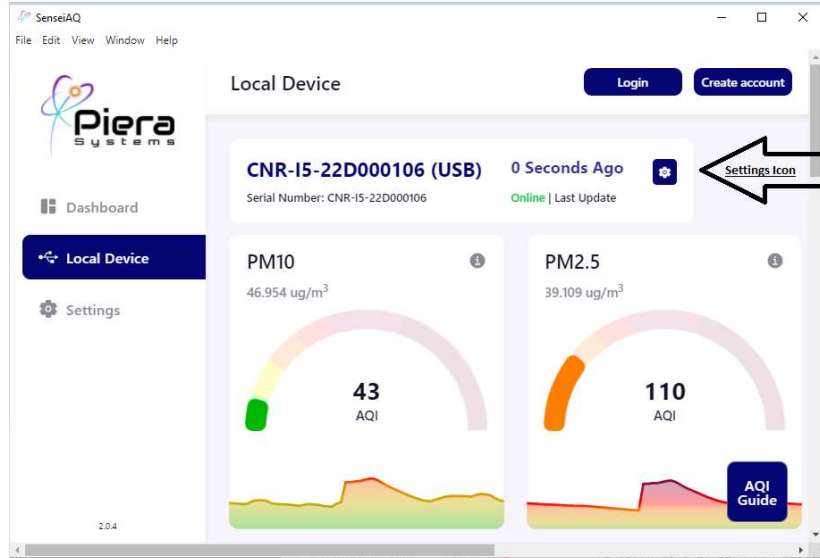 SenseiAQ
File Edit View Window Help
Piera
Systems
Local Device
Login
Create account
CNR-I5-22D000106 (USB)
0 Seconds Ago
Settings Icon
Serial Number: CNR-I5-22D000106
Online | Last Update
Dashboard
Local Device
Settings
PM10
46.954 ug/m³
43
AQI
PM2.5
39.109 ug/m³
110
AQI
AQI
Guide
2.0.4